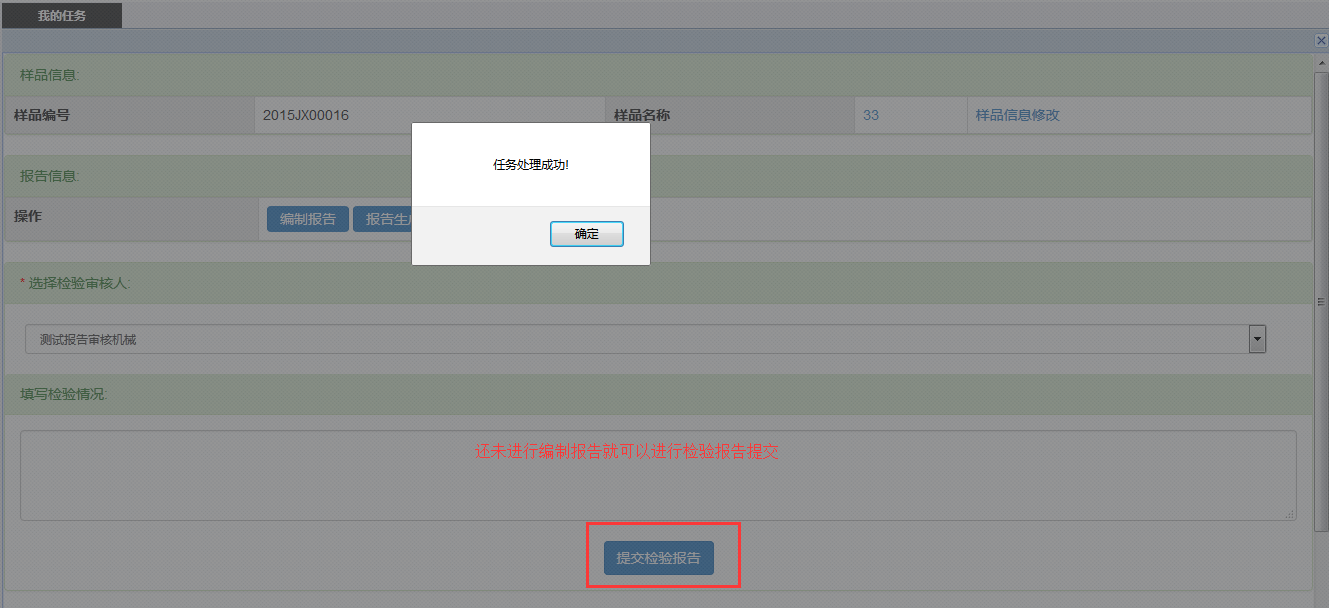 我的任务
样品信息:
样品编号 2015JX00016 样品名称 33 样品信息修改
任务处理成功!
报告信息:
操作 编制报告 报告生
确定
* 选择检验审核人:
测试报告审核机械
填写检验情况:
还未进行编制报告就可以进行检验报告提交
提交检验报告